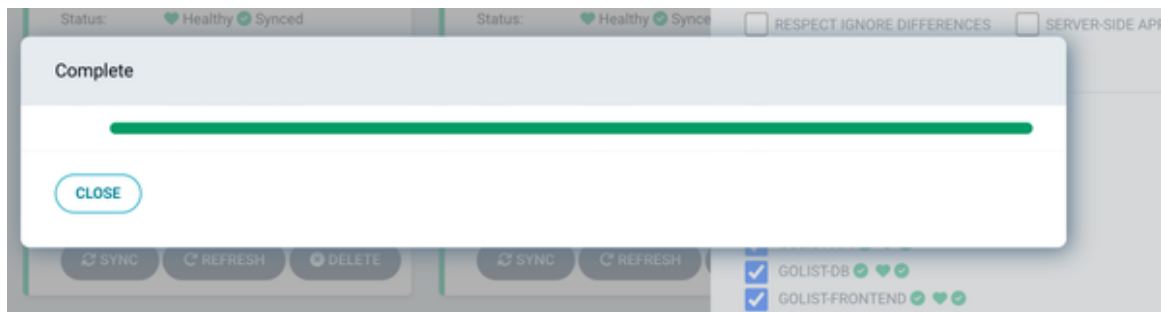 Status: Healthy Synced
Status: Healthy Synce
RESPECT IGNORE DIFFERENCES SERVER-SIDE AP
Complete
CLOSE
SYNC REFRESH DELETE
SYNC REFRESH
GOLIST-DB
GOLIST-FRONTEND